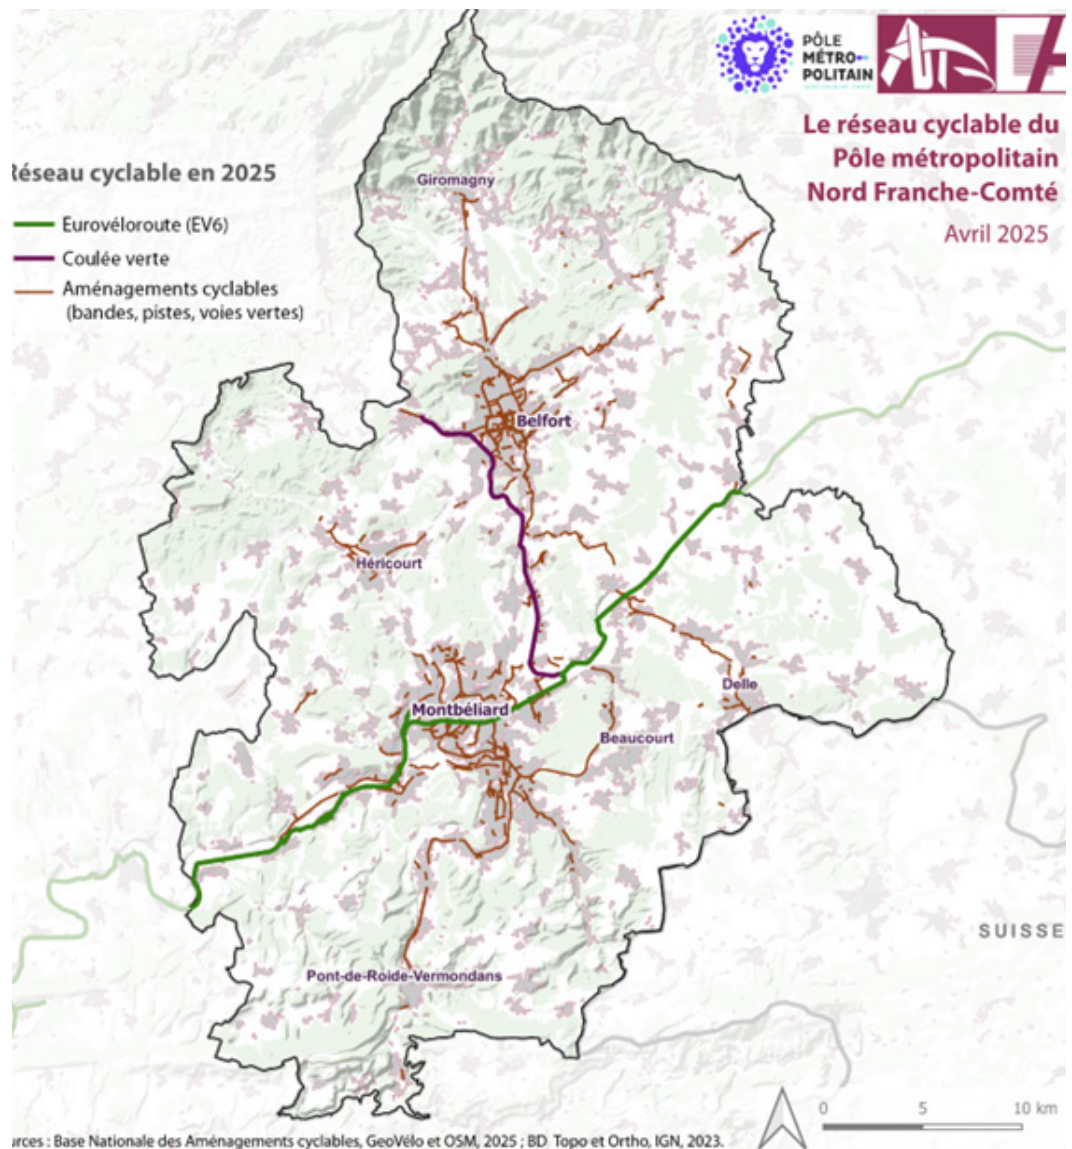 PÔLE
MÉTRO
POLITAIN
Le réseau cyclable du
Pôle métropolitain
Nord Franche-Comté
Avril 2025
Réseau cyclable en 2025
Eurovéloroute (EV6)
Coulée verte
Aménagements cyclables
(bandes, pistes, voies vertes)
Giromagny
Belfort
Héricourt
Delle
Montbéliard
Beaucourt
SUISSE
Pont-de-Roide-Vermondans
0 5 10 km
urces : Base Nationale des Aménagements cyclables, GeoVélo et OSM, 2025 ; BD Topo et Ortho, IGN, 2023.